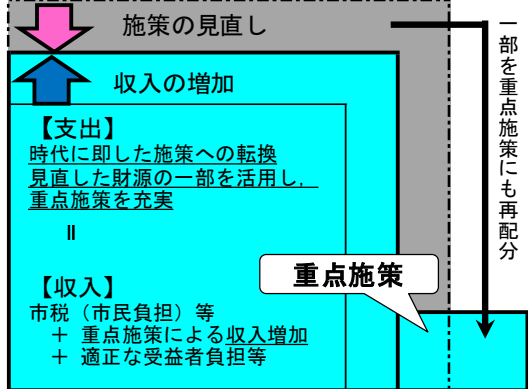 施策の見直し
収入の増加
【支出】
時代に即した施策への転換
見直した財源の一部を活用し，
重点施策を充実
＝
【収入】
市税（市民負担）等
＋ 重点施策による収入増加
＋ 適正な受益者負担等
重点施策
一部を重点施策にも再配分